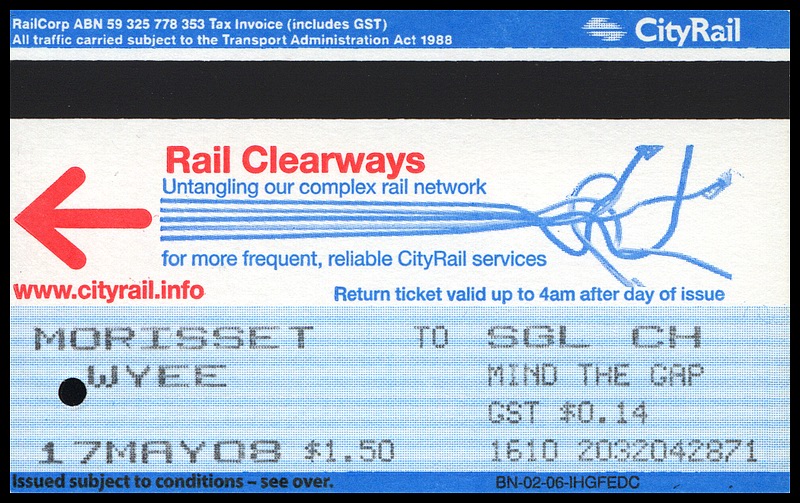 RailCorp ABN 59 325 778 353 Tax Invoice (includes GST)
All traffic carried subject to the Transport Administration Act 1988
CityRail
Rail Clearways
Untangling our complex rail network
for more frequent, reliable CityRail services
www.cityrail.info
Return ticket valid up to 4am after day of issue
MORISSET TO SGL CH
WYEE MIND THE GAP
GST $0.14
17MAY08 $1.50 1610 2032042871
Issued subject to conditions – see over.
BN-02-06-IHGFEDC